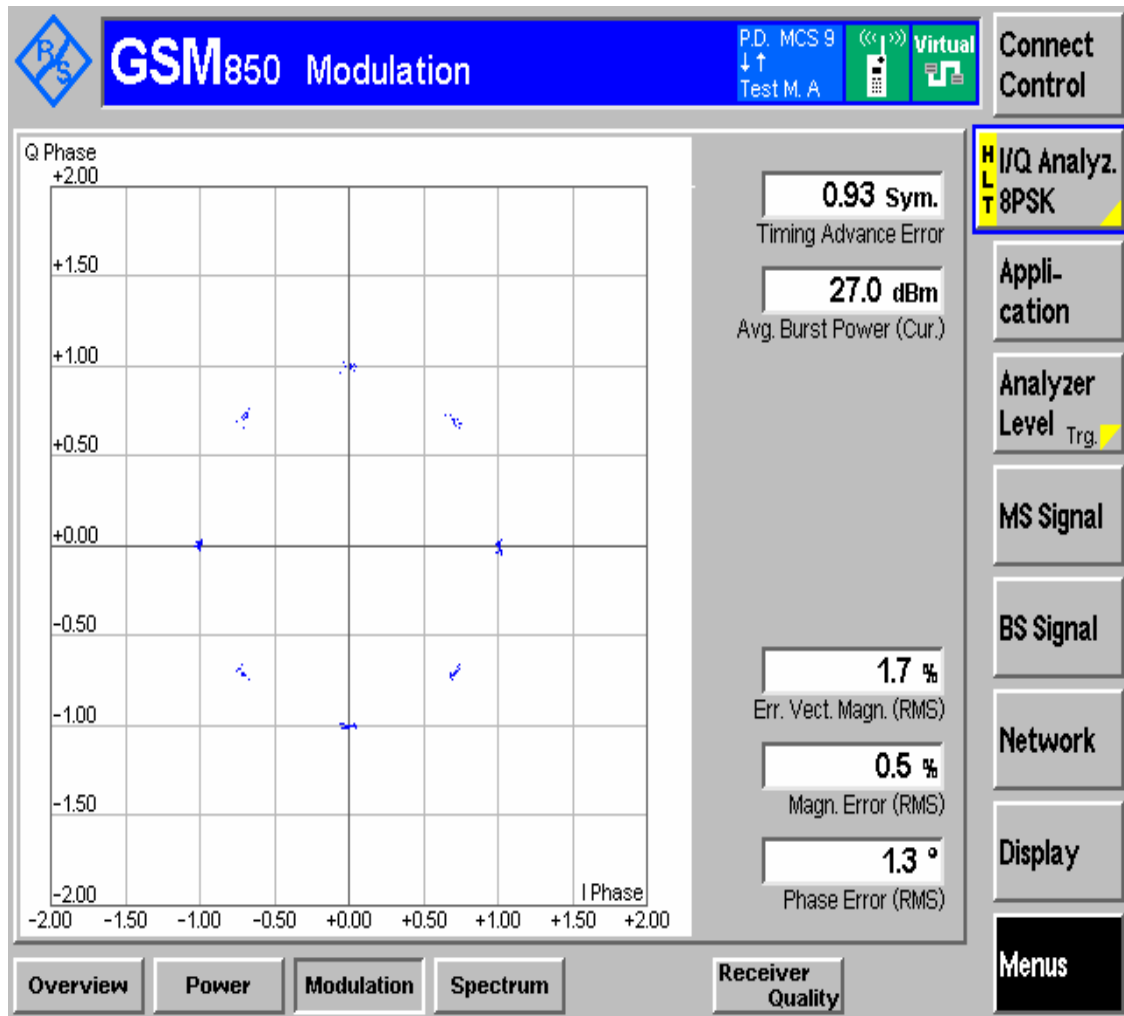 R/S
GSM850 Modulation
P.D. MCS 9
↓↑
Test M. A
Virtual
Connect
Control
Q Phase
+2.00
+1.50
+1.00
+0.50
+0.00
-0.50
-1.00
-1.50
-2.00
I Phase
-2.00 -1.50 -1.00 -0.50 +0.00 +0.50 +1.00 +1.50 +2.00
0.93 Sym.
Timing Advance Error
27.0 dBm
Avg. Burst Power (Cur.)
1.7 %
Err. Vect. Magn. (RMS)
0.5 %
Magn. Error (RMS)
1.3 °
Phase Error (RMS)
HLT
I/Q Analyz.
8PSK
Appli-
cation
Analyzer
Level Trg.
MS Signal
BS Signal
Network
Display
Menus
Overview
Power
Modulation
Spectrum
Receiver
Quality